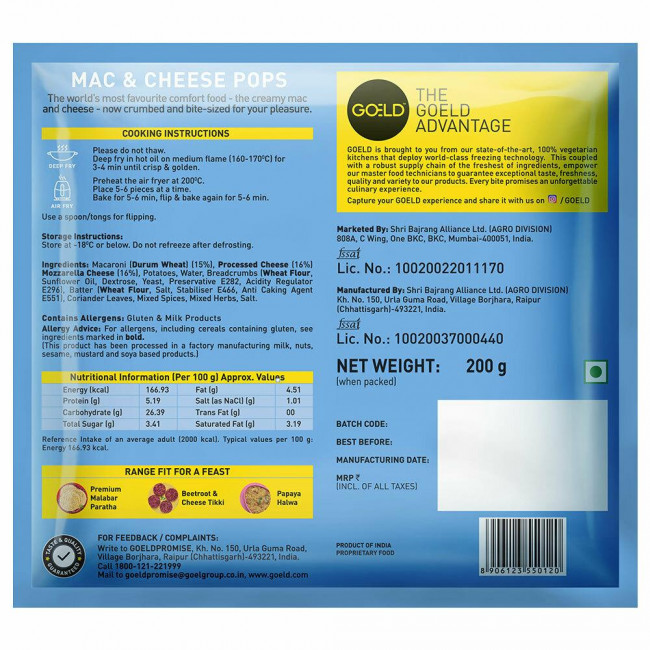 MAC & CHEESE POPS
The world's most favourite comfort food - the creamy mac
and cheese - now crumbed and bite-sized for your pleasure.
COOKING INSTRUCTIONS
DEEP FRY
Please do not thaw.
Deep fry in hot oil on medium flame (160-170ºC) for
3-4 min until crisp & golden.
AIR FRY
Preheat the air fryer at 200ºC.
Place 5-6 pieces at a time.
Bake for 5-6 min, flip & bake again for 5-6 min.
Use a spoon/tongs for flipping.
Storage Instructions:
Store at -18ºC or below. Do not refreeze after defrosting.
Ingredients: Macaroni (Durum Wheat) (15%), Processed Cheese (16%)
Mozzarella Cheese (16%), Potatoes, Water, Breadcrumbs (Wheat Flour,
Sunflower Oil, Dextrose, Yeast, Preservative E282, Acidity Regulator
E296), Batter (Wheat Flour, Salt, Stabiliser E466, Anti Caking Agent
E551), Coriander Leaves, Mixed Spices, Mixed Herbs, Salt.
Contains Allergens: Gluten & Milk Products
Allergy Advice: For allergens, including cereals containing gluten, see
ingredients marked in bold.
(This product has been processed in a factory manufacturing milk, nuts,
sesame, mustard and soya based products.)
Nutritional Information (Per 100 g) Approx. Values
Energy (kcal) 166.93 Fat (g) 4.51
Protein (g) 5.19 Salt (as NaCl) (g) 1.01
Carbohydrate (g) 26.39 Trans Fat (g) 00
Total Sugar (g) 3.41 Saturated Fat (g) 3.19
Reference Intake of an average adult (2000 kcal). Typical values per 100 g:
Energy 166.93 kcal.
RANGE FIT FOR A FEAST
Premium
Malabar
Paratha
Beetroot &
Cheese Tikki
Papaya
Halwa
TASTE & QUALITY
FOR FEEDBACK / COMPLAINTS:
Write to GOELDPROMISE, Kh. No. 150, Urla Guma Road,
Village Borjhara, Raipur (Chhattisgarh)-493221, India.
Call 1800-121-221999
Mail to goeldpromise@goelgroup.co.in, www.goeld.com
GOELD
THE
GOELD
ADVANTAGE
GOELD is brought to you from our state-of-the-art, 100% vegetarian
kitchens that deploy world-class freezing technology. This coupled
with a robust supply chain of the freshest of ingredients, empower
our master food technicians to guarantee exceptional taste, freshness,
quality and variety to our products. Every bite promises an unforgettable
culinary experience.
Capture your GOELD experience and share it with us on /GOELD
Marketed By: Shri Bajrang Alliance Ltd. (AGRO DIVISION)
808A, C Wing, One BKC, BKC, Mumbai-400051, India.
fssai
Lic. No.: 10020022011170
Manufactured By: Shri Bajrang Alliance Ltd. (AGRO DIVISION)
Kh. No. 150, Urla Guma Road, Village Borjhara, Raipur
(Chhattisgarh)-493221, India.
fssai
Lic. No.: 10020037000440
NET WEIGHT: 200 g
(when packed)
BATCH CODE:
BEST BEFORE:
MANUFACTURING DATE:
MRP ₹
(INCL. OF ALL TAXES)
PRODUCT OF INDIA
PROPRIETARY FOOD
8 906123 550120